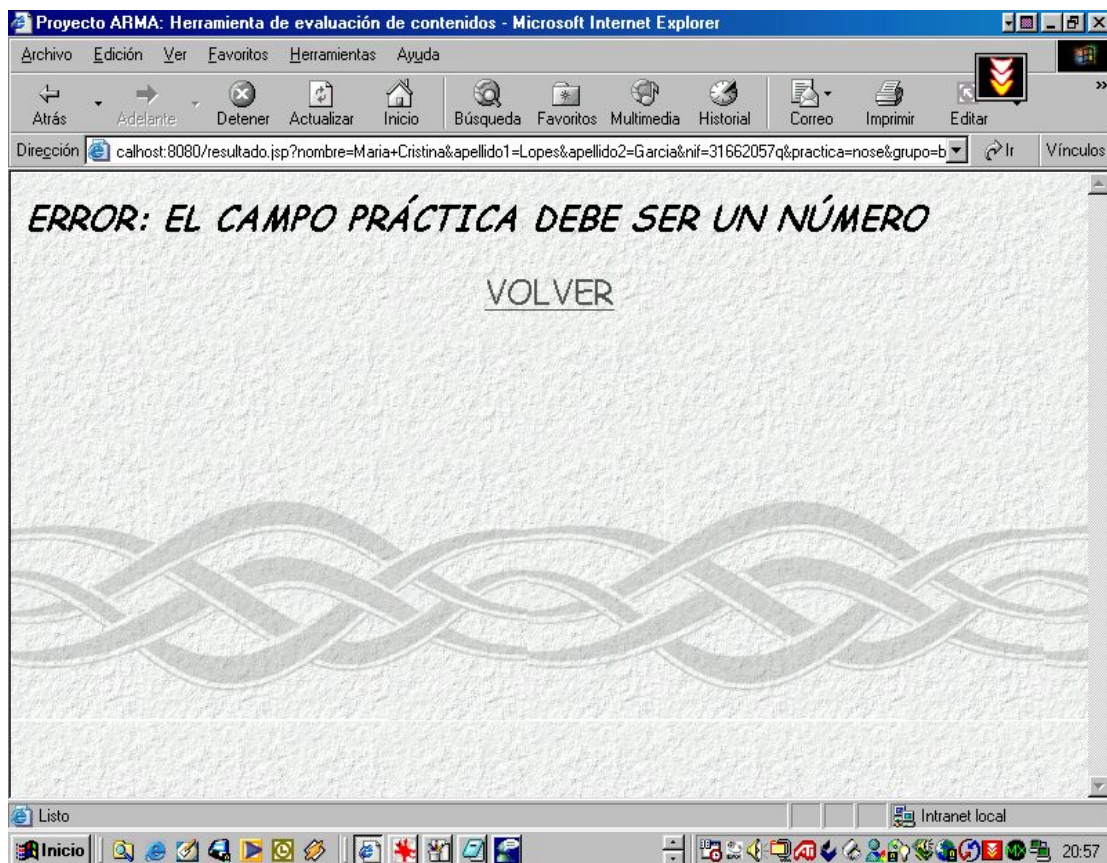 Proyecto ARMA: Herramienta de evaluación de contenidos - Microsoft Internet Explorer
Archivo Edición Ver Favoritos Herramientas Ayuda
Atrás Adelante Detener Actualizar Inicio Búsqueda Favoritos Multimedia Historial Correo Imprimir Editar »
Dirección calhost:8080/resultado.jsp?nombre=Maria+Cristina&apellido1=Lopes&apellido2=Garcia&nif=31662057q&practica=nose&grupo=b Ir Vínculos
ERROR: EL CAMPO PRÁCTICA DEBE SER UN NÚMERO
VOLVER
Listo Intranet local
Inicio 20:57